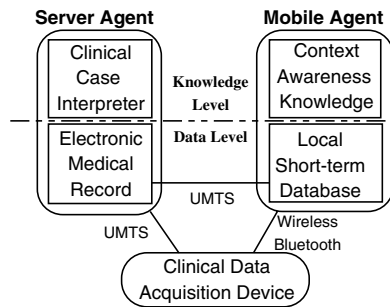 Server Agent
Mobile Agent
Clinical
Case
Interpreter
Knowledge
Level
Context
Awareness
Knowledge
Data Level
Electronic
Medical
Record
Local
Short-term
Database
UMTS
UMTS
Wireless
Bluetooth
Clinical Data
Acquisition Device